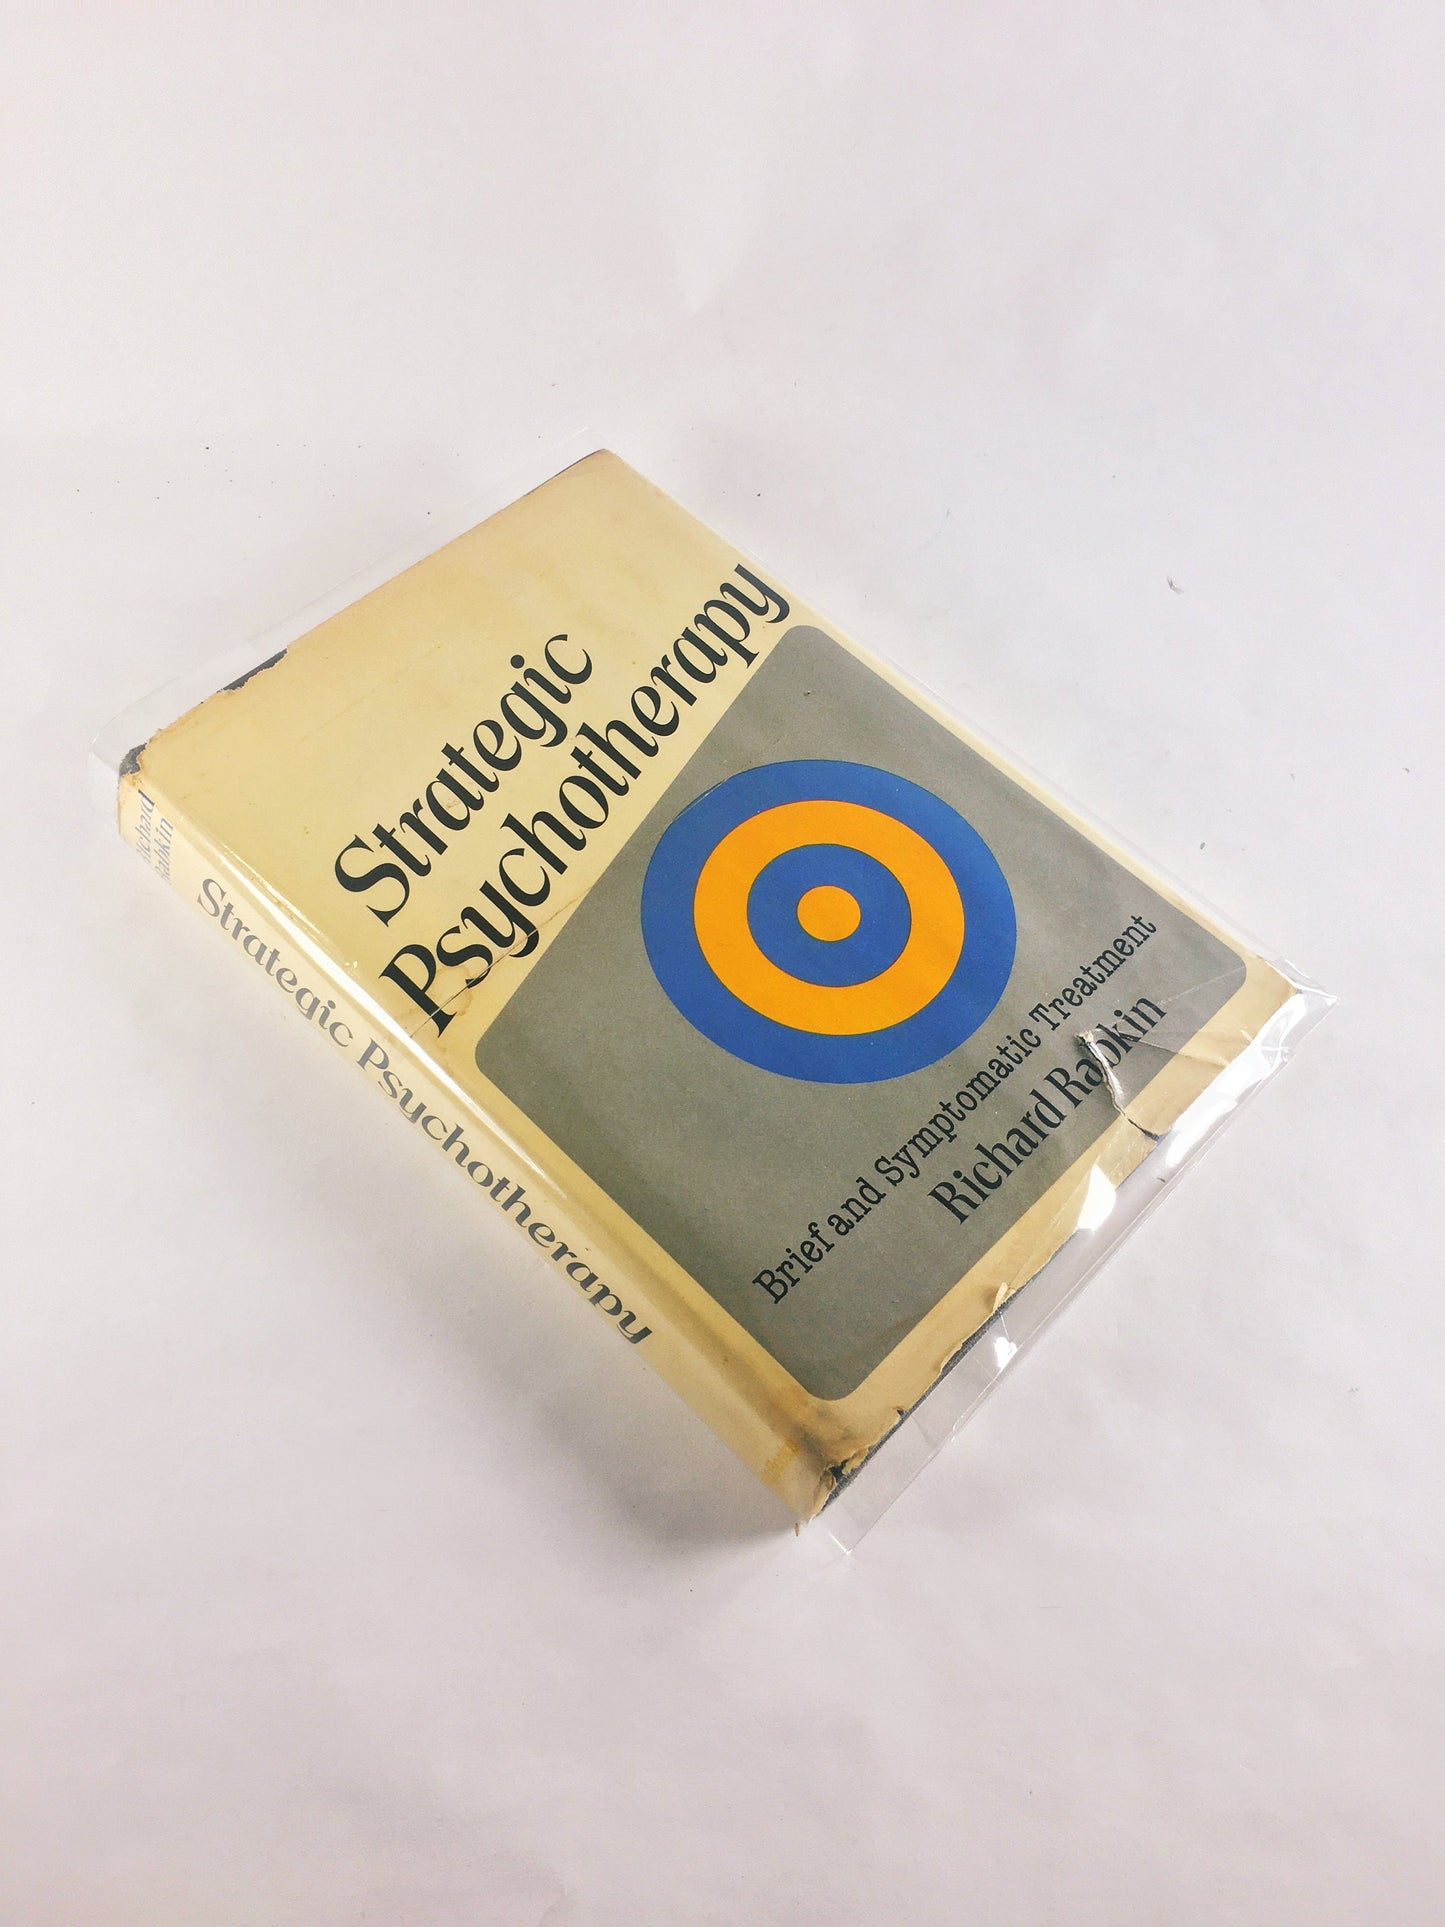 Strategic
Psychotherapy
Brief and Symptomatic Treatment
Richard Rabkin
Richard
Rabkin
Strategic Psychotherapy